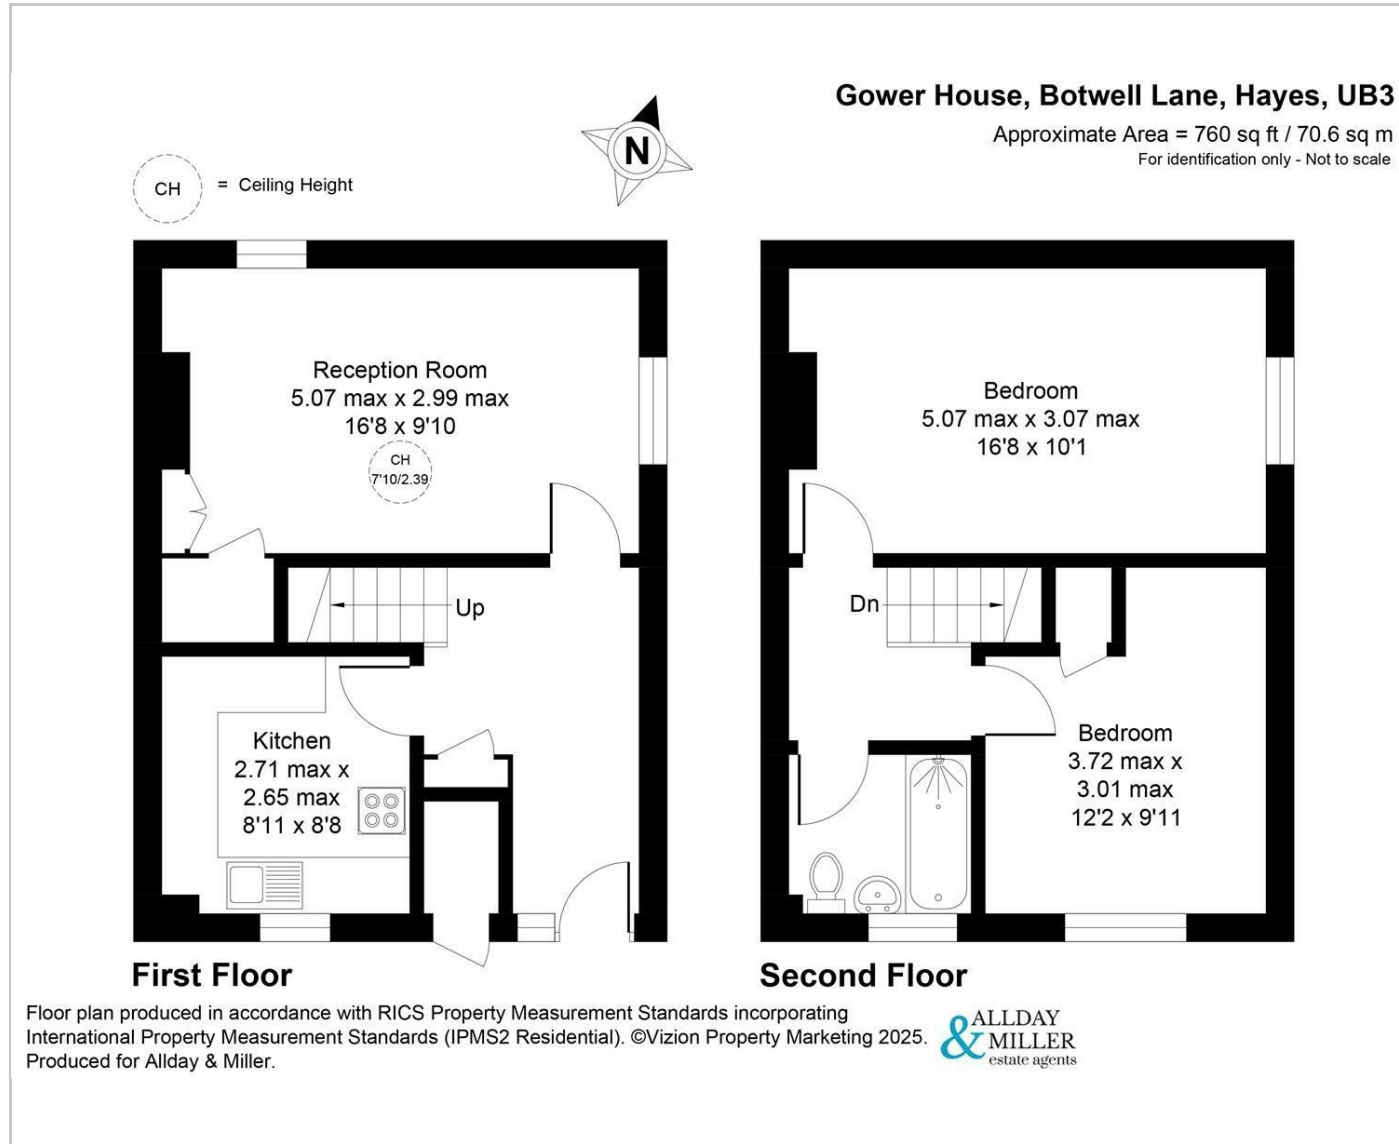 Gower House, Botwell Lane, Hayes, UB3
Approximate Area = 760 sq ft / 70.6 sq m
For identification only - Not to scale
N
CH = Ceiling Height
Reception Room
5.07 max x 2.99 max
16'8 x 9'10
CH
7'10/2.39
Up
Kitchen
2.71 max x
2.65 max
8'11 x 8'8
First Floor
Bedroom
5.07 max x 3.07 max
16'8 x 10'1
Dn
Bedroom
3.72 max x
3.01 max
12'2 x 9'11
Second Floor
Floor plan produced in accordance with RICS Property Measurement Standards incorporating
International Property Measurement Standards (IPMS2 Residential). ©Vizion Property Marketing 2025.
Produced for Allday & Miller.
ALLDAY
& MILLER
estate agents